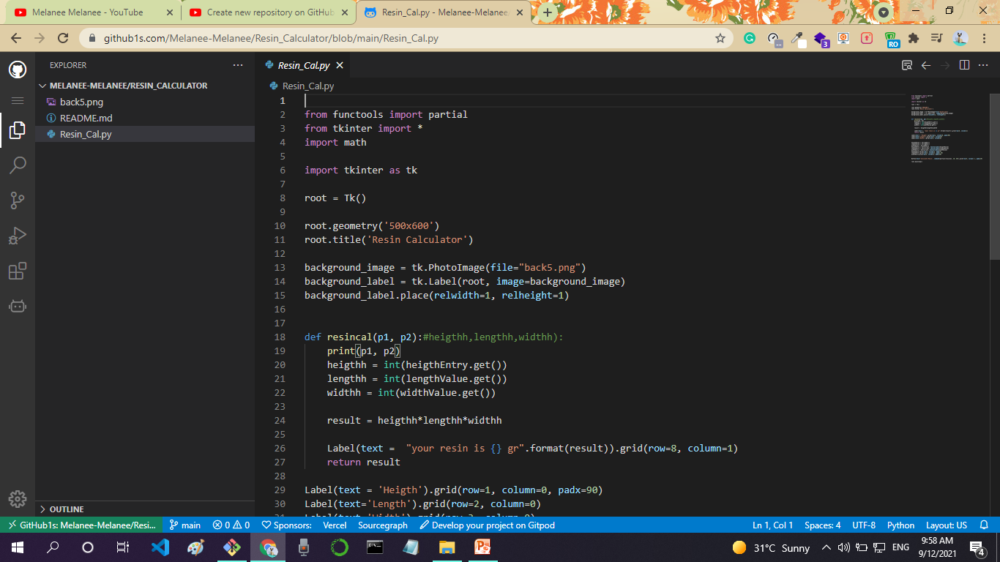 Melanee Melanee - YouTube
Create new repository on GitHub
Resin_Cal.py - Melanee-Melanee/
github1s.com/Melanee-Melanee/Resin_Calculator/blob/main/Resin_Cal.py
3
RO
EXPLORER
MELANEE-MELANEE/RESIN_CALCULATOR
back5.png
README.md
Resin_Cal.py
OUTLINE
Resin_Cal.py
Resin_Cal.py
1
2 from functools import partial
3 from tkinter import *
4 import math
5
6 import tkinter as tk
7
8 root = Tk()
9
10 root.geometry('500x600')
11 root.title('Resin Calculator')
12
13 background_image = tk.PhotoImage(file="back5.png")
14 background_label = tk.Label(root, image=background_image)
15 background_label.place(relwidth=1, relheight=1)
16
17
18 def resincal(p1, p2):#heigthh,lengthh,widthh):
19 print(p1, p2)
20 heigthh = int(heigthEntry.get())
21 lengthh = int(lengthValue.get())
22 widthh = int(widthValue.get())
23
24 result = heigthh*lengthh*widthh
25
26 Label(text =  "your resin is {} gr".format(result)).grid(row=8, column=1)
27 return result
28
29 Label(text = 'Heigth').grid(row=1, column=0, padx=90)
30 Label(text='Length').grid(row=2, column=0)
GitHub1s: Melanee-Melanee/Resi...
main
0 0
Sponsors:
Vercel
Sourcegraph
Develop your project on Gitpod
Ln 1, Col 1
Spaces: 4
UTF-8
Python
Layout: US
31°C Sunny
ENG
9:58 AM
9/12/2021
4